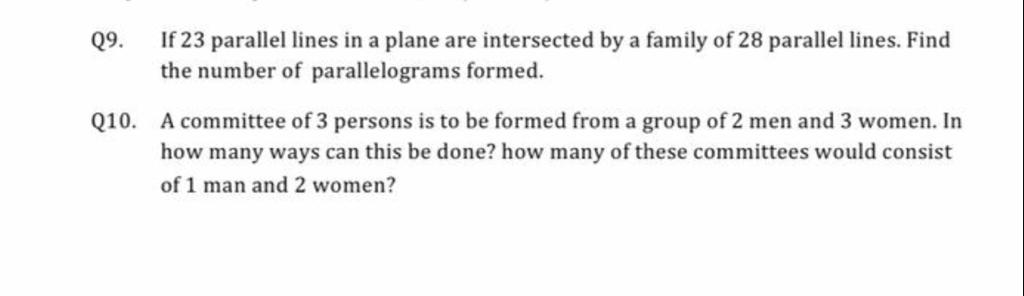 Q9. If 23 parallel lines in a plane are intersected by a family of 28 parallel lines. Find
the number of parallelograms formed.
Q10. A committee of 3 persons is to be formed from a group of 2 men and 3 women. In
how many ways can this be done? how many of these committees would consist
of 1 man and 2 women?